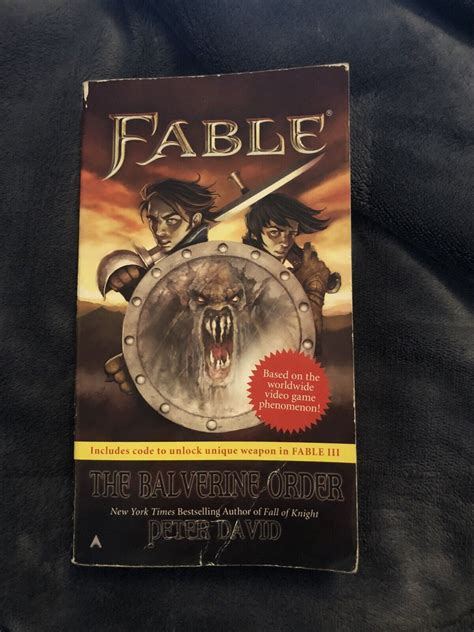 FABLE®
Based on the
worldwide
video game
phenomenon!
Includes code to unlock unique weapon in FABLE III
THE BALVERINE ORDER
New York Times Bestselling Author of Fall of Knight
PETER DAVID